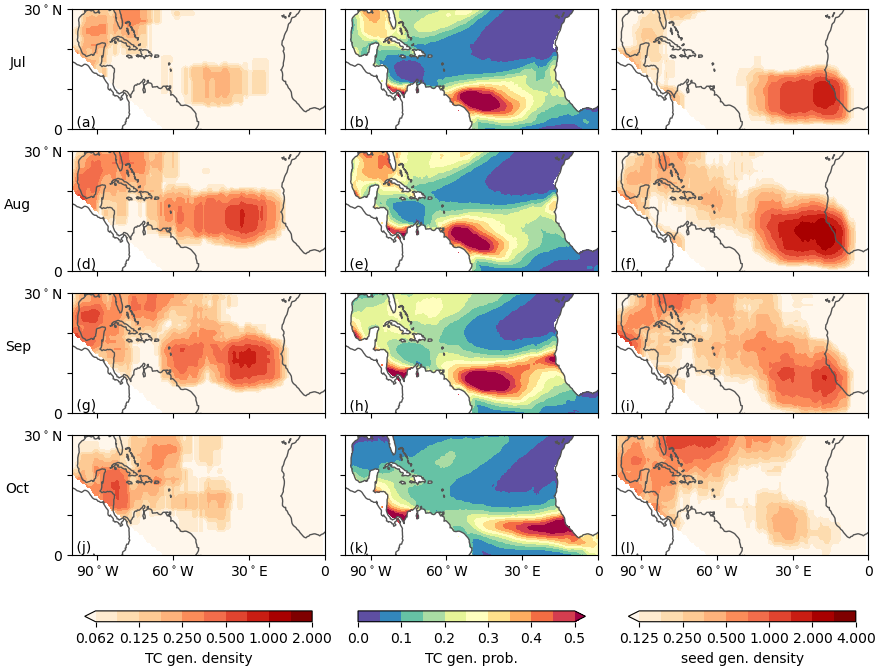 30°N
Jul
0
(a) (b) (c)
30°N
Aug
0
(d) (e) (f)
30°N
Sep
0
(g) (h) (i)
30°N
Oct
0
(j) (k) (l)
90°W 60°W 30°E 0 90°W 60°W 30°E 0 90°W 60°W 30°E 0
0.062 0.125 0.250 0.500 1.000 2.000 0.0 0.1 0.2 0.3 0.4 0.5 0.125 0.250 0.500 1.000 2.000 4.000
TC gen. density TC gen. prob. seed gen. density